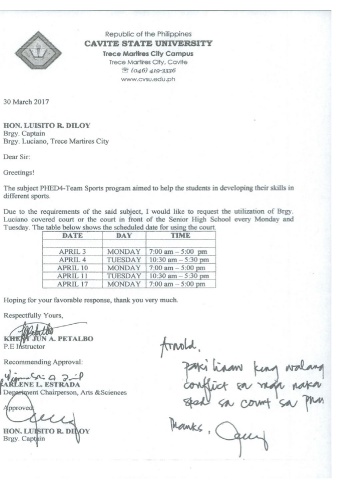 Republic of the Philippines
CAVITE STATE UNIVERSITY
Trece Martires City Campus
Trece Martires City, Cavite
☏ (046) 419-3336
www.cvsu.edu.ph
30 March 2017
HON. LUISITO R. DILOY
Brgy. Captain
Brgy. Luciano, Trece Martires City
Dear Sir:
Greetings!
The subject PHED4-Team Sports program aimed to help the students in developing their skills in
different sports.
Due to the requirements of the said subject, I would like to request the utilization of Brgy.
Luciano covered court or the court in front of the Senior High School every Monday and
Tuesday. The table below shows the scheduled date for using the court.
DATE DAY TIME
APRIL 3 MONDAY 7:00 am – 5:00 pm
APRIL 4 TUESDAY 10:30 am – 5:30 pm
APRIL 10 MONDAY 7:00 am – 5:00 pm
APRIL 11 TUESDAY 10:30 am – 5:30 pm
APRIL 17 MONDAY 7:00 am – 5:00 pm
Hoping for your favorable response, thank you very much.
Respectfully Yours,
KHENT JUN A. PETALBO
P.E Instructor
Recommending Approval:
ARLENE L. ESTRADA
Department Chairperson, Arts &Sciences
Approved:
HON. LUISITO R. DILOY
Brgy. Captain
Arnold,
paki linaw kung walang
conflict sa mga naka
sched sa court sa
Thanks,